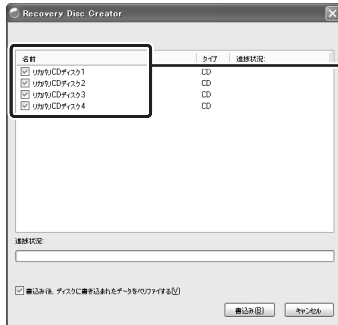 Recovery Disc Creator
名前 タイプ 進捗状況:
リカバリCDディスク1 CD
リカバリCDディスク2 CD
リカバリCDディスク3 CD
リカバリCDディスク4 CD
進捗状況:
書込み後、ディスクに書き込まれたデータをベリファイする(V)
書込み(B) キャンセル